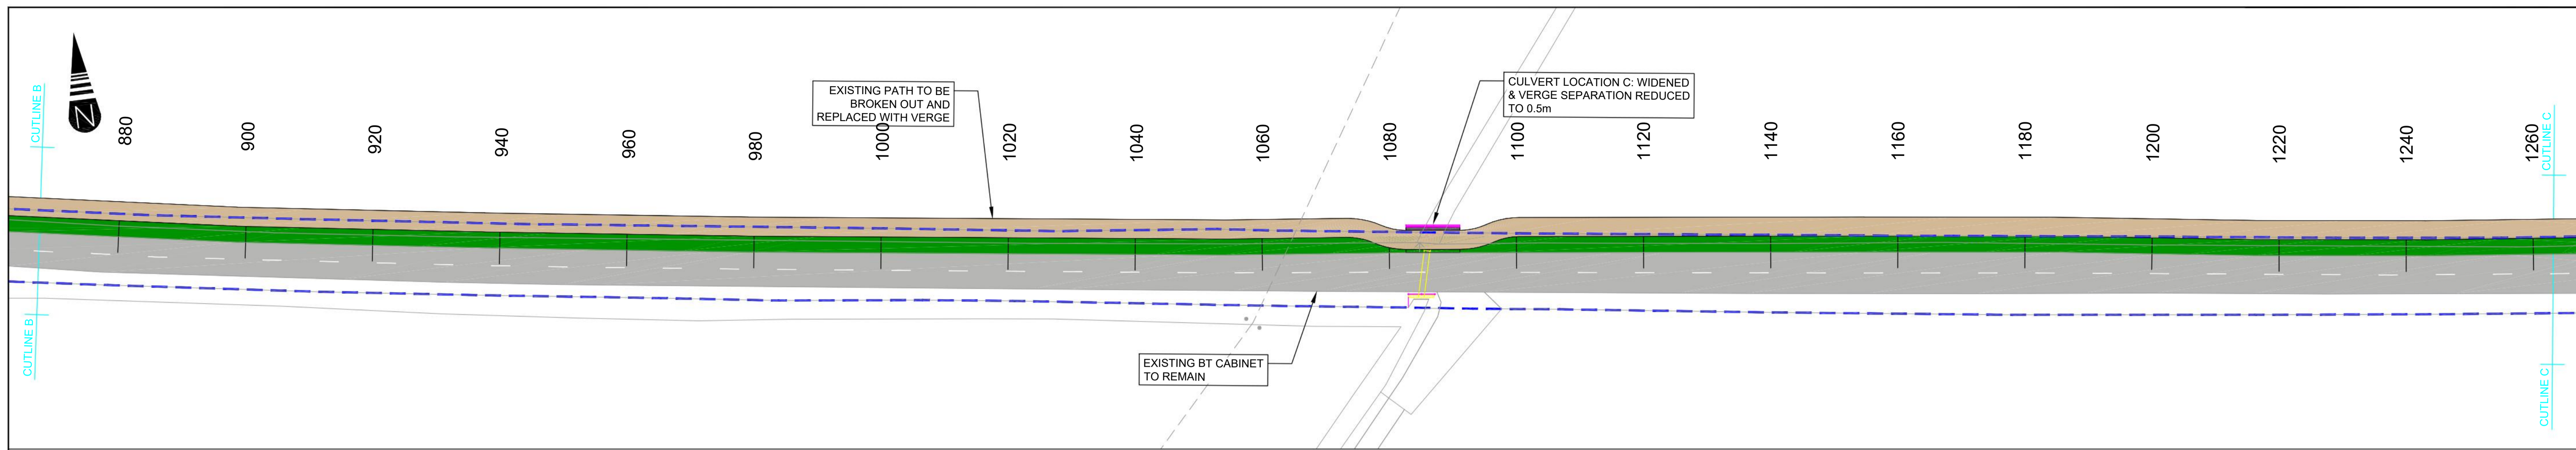 CUTLINE B
N
880
900
920
940
960
980
1000
1020
1040
1060
1080
1100
1120
1140
1160
1180
1200
1220
1240
1260
CUTLINE C
EXISTING PATH TO BE
BROKEN OUT AND
REPLACED WITH VERGE
CULVERT LOCATION C: WIDENED
& VERGE SEPARATION REDUCED
TO 0.5m
CUTLINE B
EXISTING BT CABINET
TO REMAIN
CUTLINE C